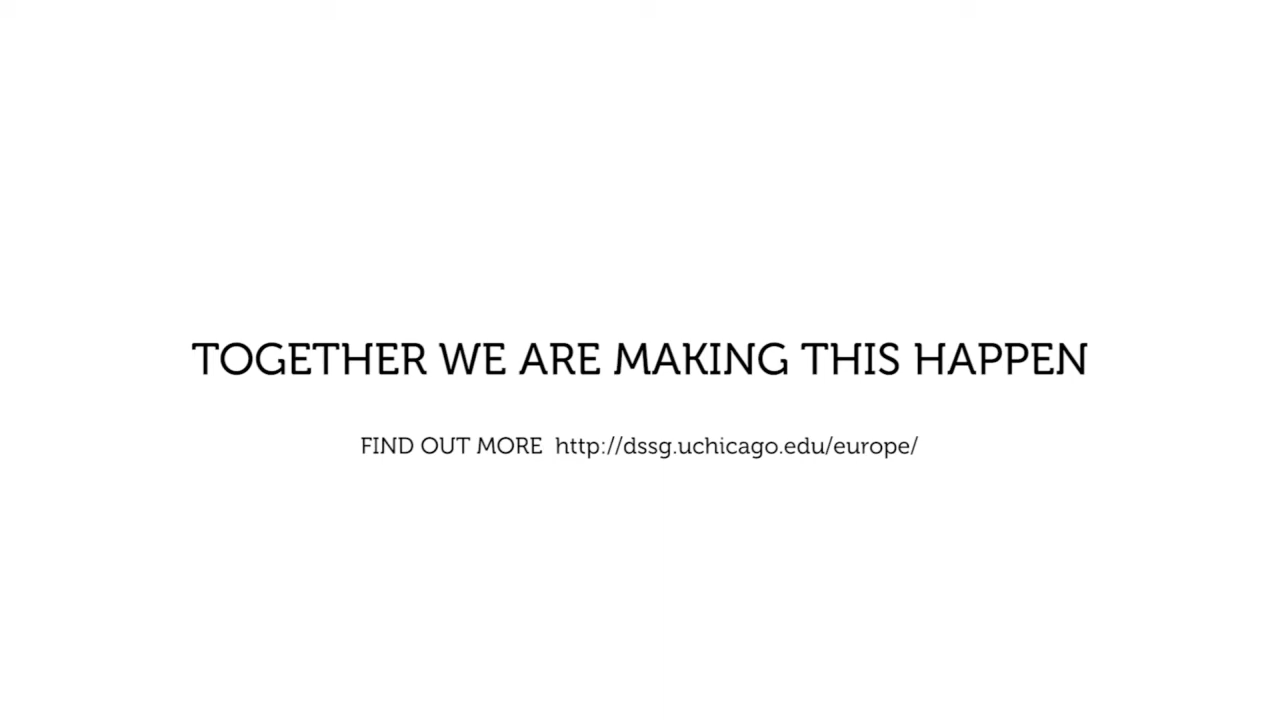 TOGETHER WE ARE MAKING THIS HAPPEN
FIND OUT MORE http://dssg.uchicago.edu/europe/